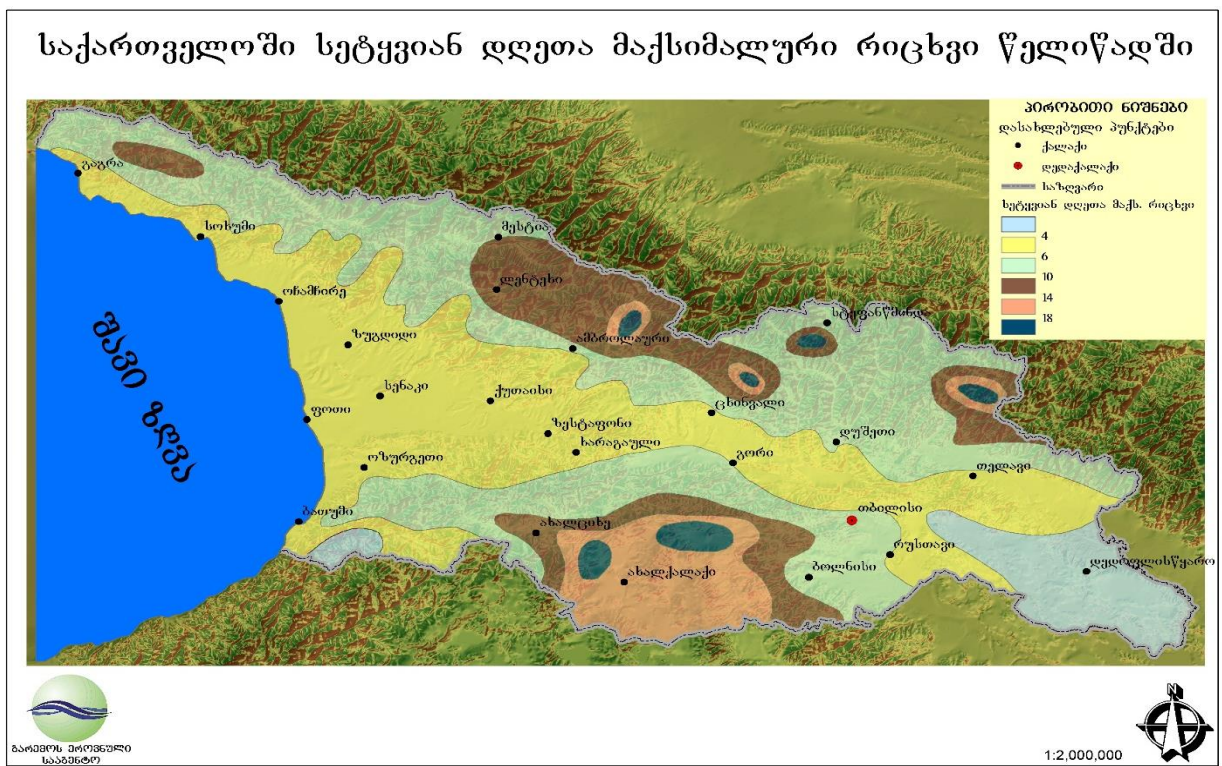 საქართველოში სეტყვიან დღეთა მაქსიმალური რიცხვი წელიწადში
პირობითი ნიშნები
დასახლებული პუნქტები
ქალაქი
დედაქალაქი
საზღვარი
სეტყვიან დღეთა მაქს. რიცხვი
4
6
10
14
18
გაგრა
სოხუმი
მესტია
ლენტეხი
ოჩამჩირე
სტეფანწმინდ
ზუგდიდი
ამბროლაური
სენაკი
ქუთაისი
ცხინვალი
ფოთი
ზესტაფონი
დუშეთი
ხარაგაული
გორი
ოზურგეთი
თელავი
შავი ზღვა
ბათუმი
თბილისი
ახალციხე
რუსთავი
ახალქალაქი
ბოლნისი
დედოფლისწყარო
გარემოს ეროვნული
სააგენტო
N
1:2,000,000